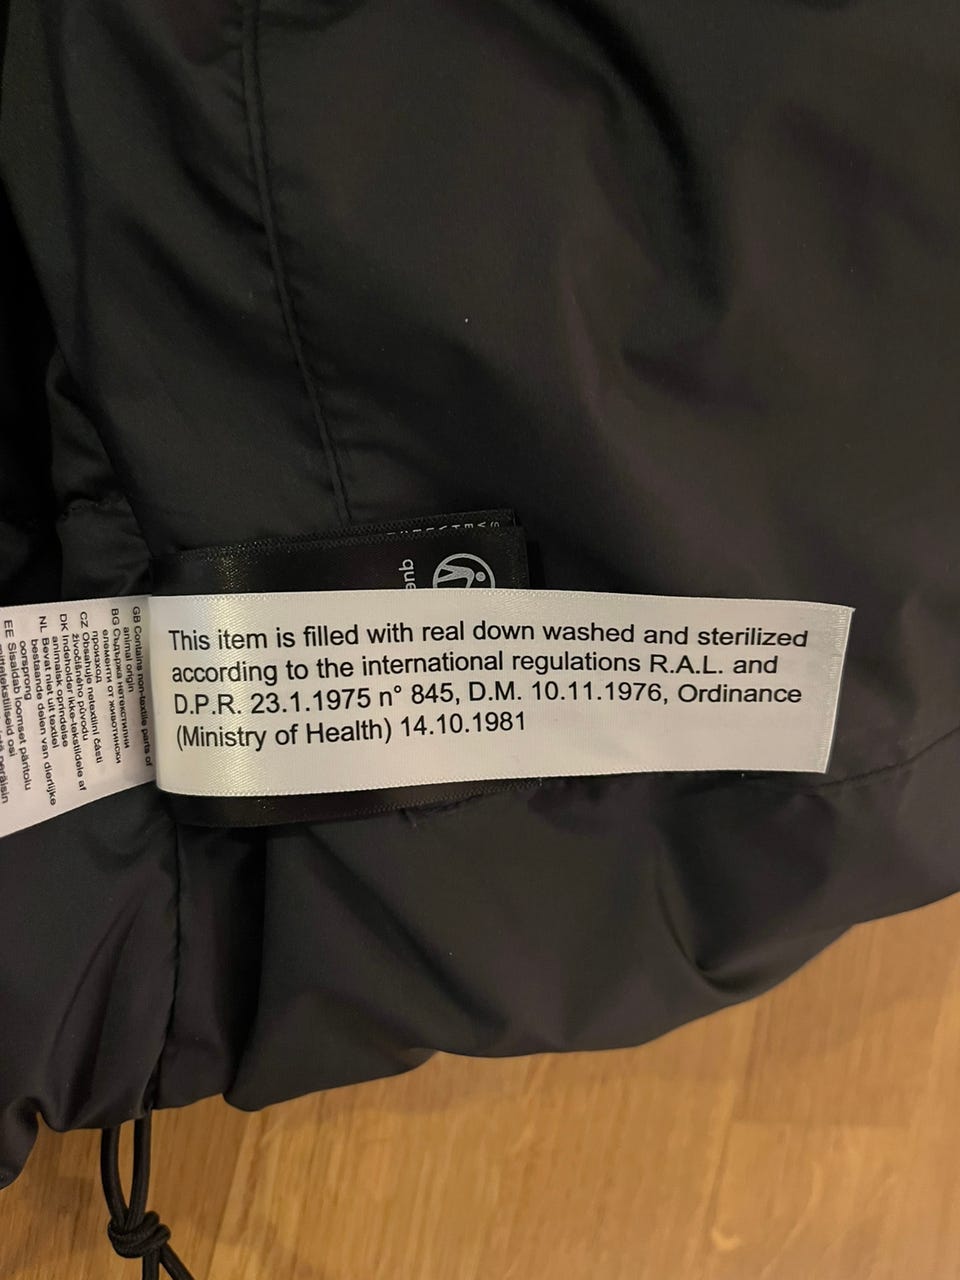 This item is filled with real down washed and sterilized
according to the international regulations R.A.L. and
D.P.R. 23.1.1975 n° 845, D.M. 10.11.1976, Ordinance
(Ministry of Health) 14.10.1981
GB Contains non-textile parts of
animal origin
BG Съдържа нетекстилни
елементи от животински
произход
CZ Obsahuje netextilní části
živočišného původu
DK Indeholder ikke-tekstildele af
animalsk oprindelse
NL Bevat niet uit textiel
bestaande delen van dierlijke
oorsprong
EE Sisaldab loomset päritolu
mittetekstiilseid osi